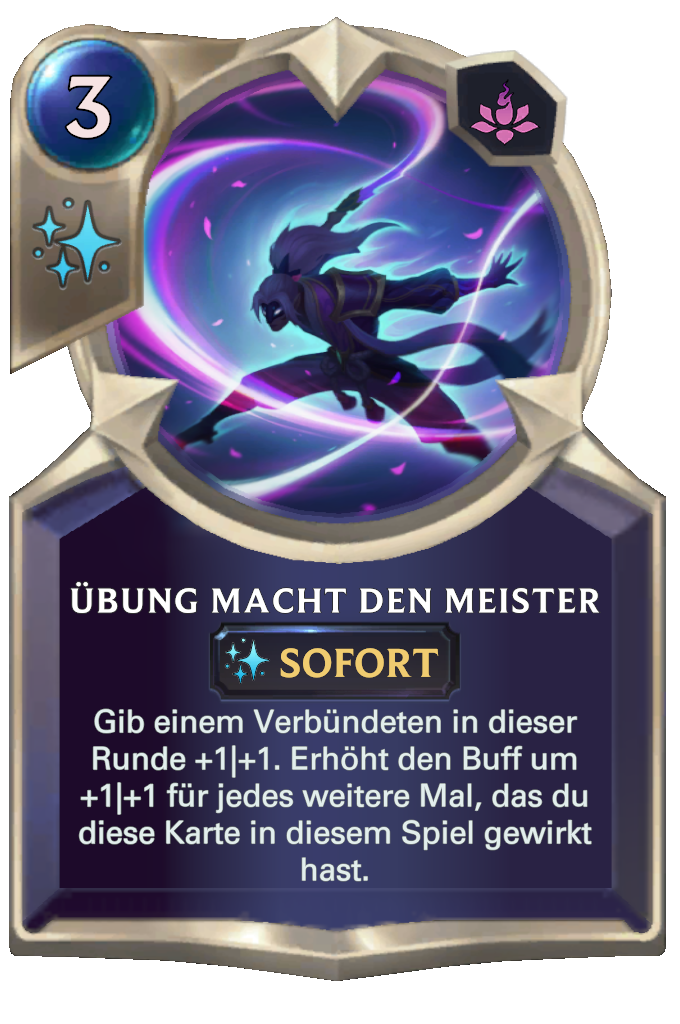 3
ÜBUNG MACHT DEN MEISTER
SOFORT
Gib einem Verbündeten in dieser
Runde +1|+1. Erhöht den Buff um
+1|+1 für jedes weitere Mal, das du
diese Karte in diesem Spiel gewirkt
hast.